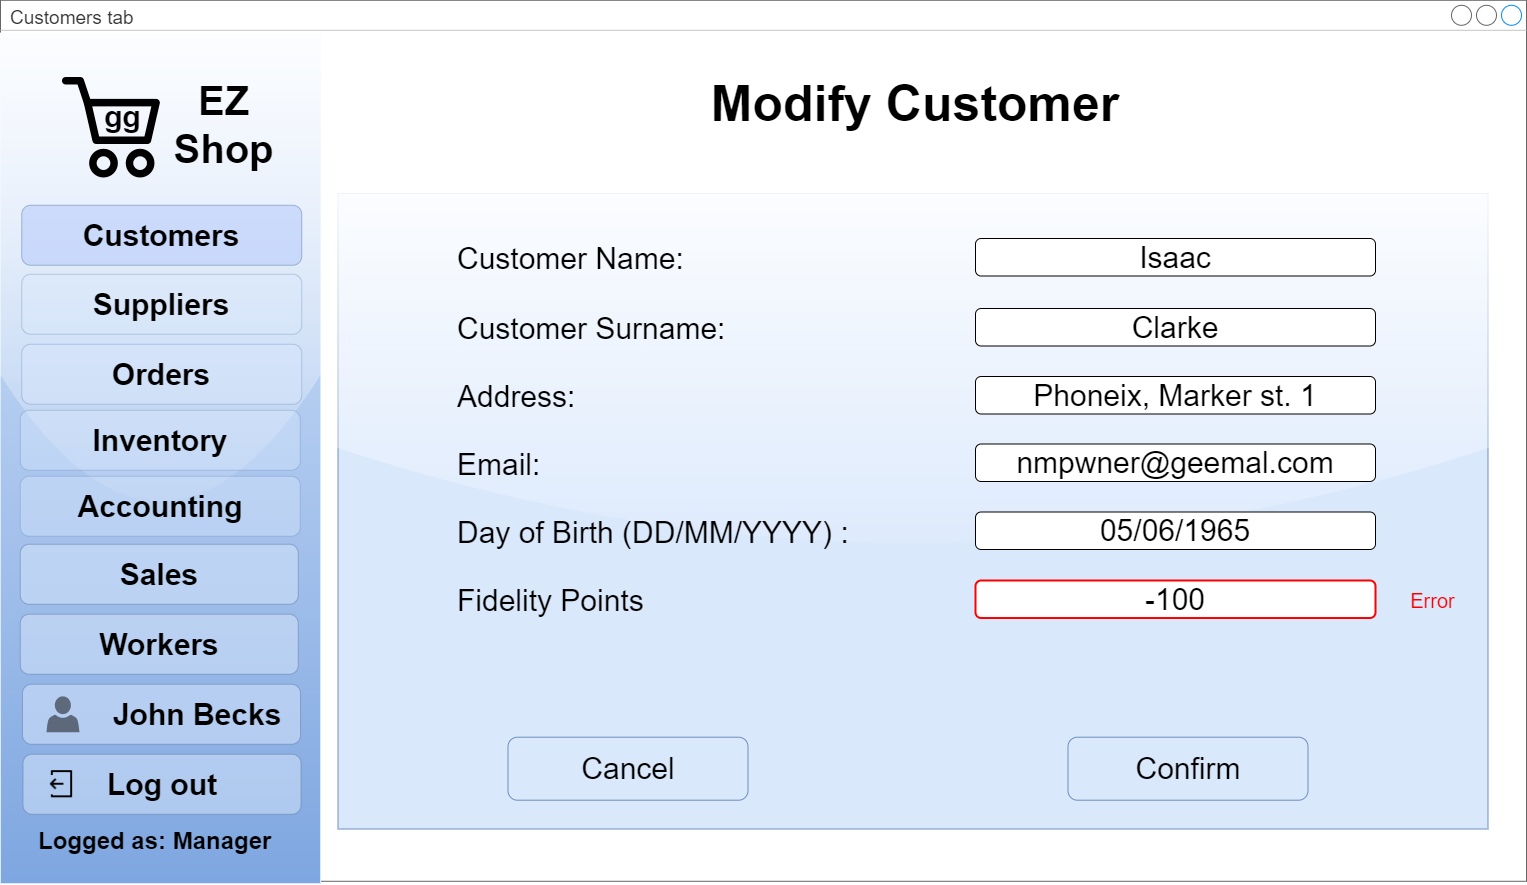 Customers tab
gg
EZ
Shop
Customers
Suppliers
Orders
Inventory
Accounting
Sales
Workers
John Becks
Log out
Logged as: Manager
Modify Customer
Customer Name: Isaac
Customer Surname: Clarke
Address: Phoneix, Marker st. 1
Email: nmpwner@geemal.com
Day of Birth (DD/MM/YYYY) : 05/06/1965
Fidelity Points -100 Error
Cancel Confirm